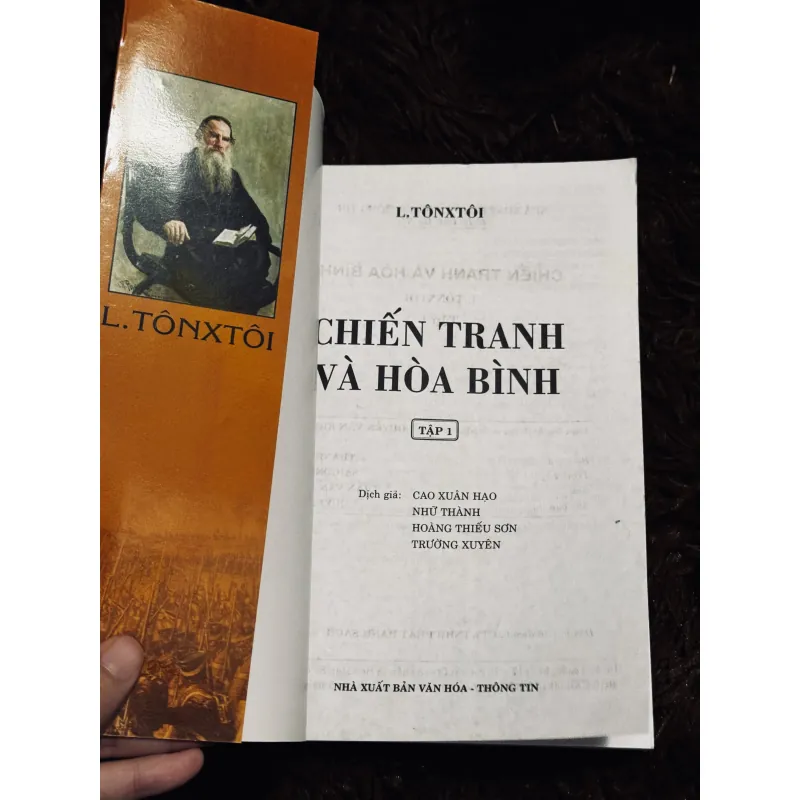 L.TÔNXTÔI
L.TÔNXTÔI
CHIẾN TRANH
VÀ HÒA BÌNH
TẬP 1
Dịch giả: CAO XUÂN HẠO
NHỮ THÀNH
HOÀNG THIẾU SƠN
TRƯỜNG XUYÊN
NHÀ XUẤT BẢN VĂN HÓA - THÔNG TIN